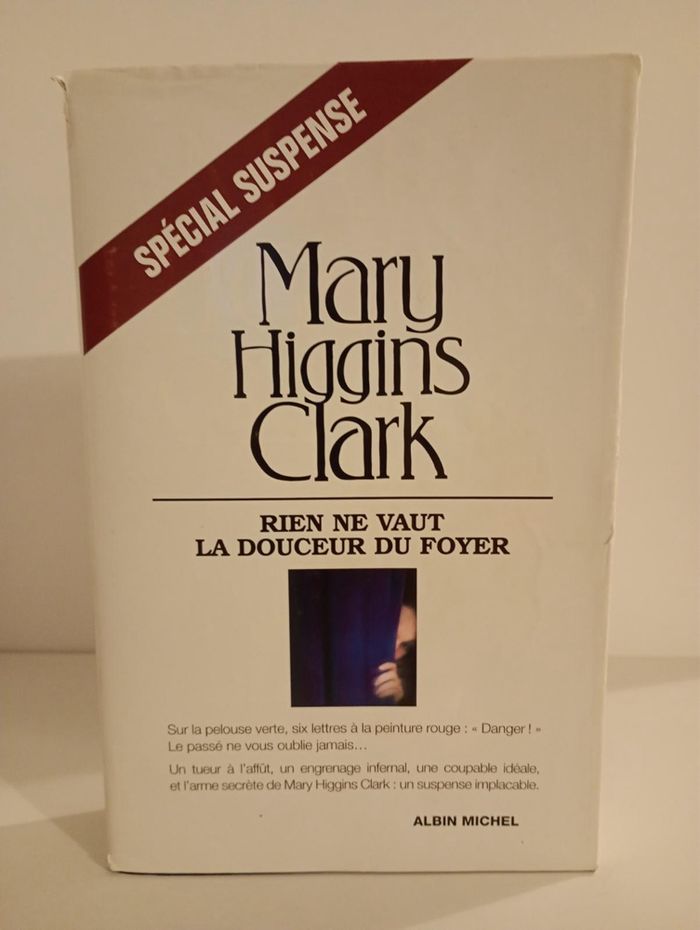 SPÉCIAL SUSPENSE
Mary
Higgins
Clark
RIEN NE VAUT
LA DOUCEUR DU FOYER
Sur la pelouse verte, six lettres à la peinture rouge : « Danger ! »
Le passé ne vous oublie jamais...
Un tueur à l'affût, un engrenage infernal, une coupable idéale,
et l'arme secrète de Mary Higgins Clark : un suspense implacable.
ALBIN MICHEL